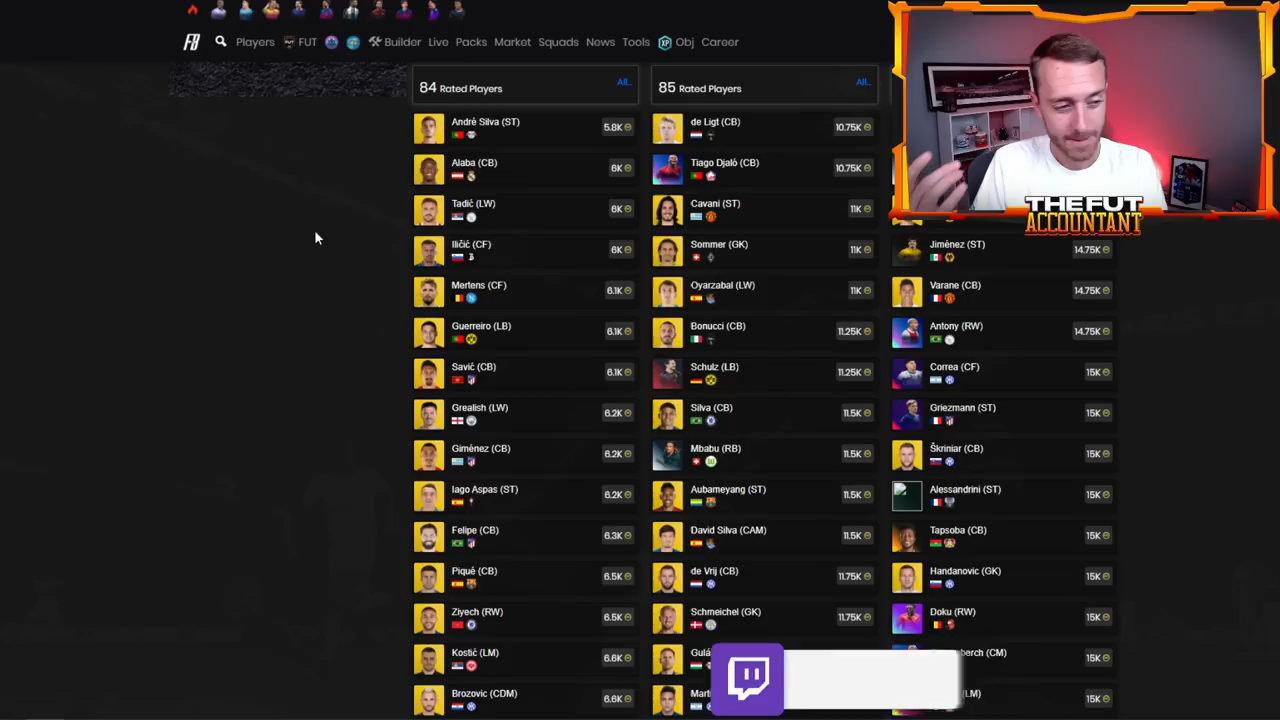 FB Players FUT Builder Live Packs Market Squads News Tools XP Obj Career
84 Rated Players All..
André Silva (ST) 5.8K
Alaba (CB) 6K
Tadić (LW) 6K
Iličić (CF) 6K
Mertens (CF) 6.1K
Guerreiro (LB) 6.1K
Savić (CB) 6.1K
Grealish (LW) 6.2K
Giménez (CB) 6.2K
Iago Aspas (ST) 6.2K
Felipe (CB) 6.3K
Piqué (CB) 6.5K
Ziyech (RW) 6.5K
Kostić (LM) 6.6K
Brozovic (CDM) 6.6K
85 Rated Players All..
de Ligt (CB) 10.75K
Tiago Djaló (CB) 10.75K
Cavani (ST) 11K
Sommer (GK) 11K
Oyarzabal (LW) 11K
Bonucci (CB) 11.25K
Schulz (LB) 11.25K
Silva (CB) 11.5K
Mbabu (RB) 11.5K
Aubameyang (ST) 11.5K
David Silva (CAM) 11.5K
de Vrij (CB) 11.75K
Schmeichel (GK) 11.75K
THE FUT
ACCOUNTANT
Jiménez (ST) 14.75K
Varane (CB) 14.75K
Antony (RW) 14.75K
Correa (CF) 15K
Griezmann (ST) 15K
Škriniar (CB) 15K
Alessandrini (ST) 15K
Tapsoba (CB) 15K
Handanovic (GK) 15K
Doku (RW) 15K
(CM) 15K
(LM) 15K